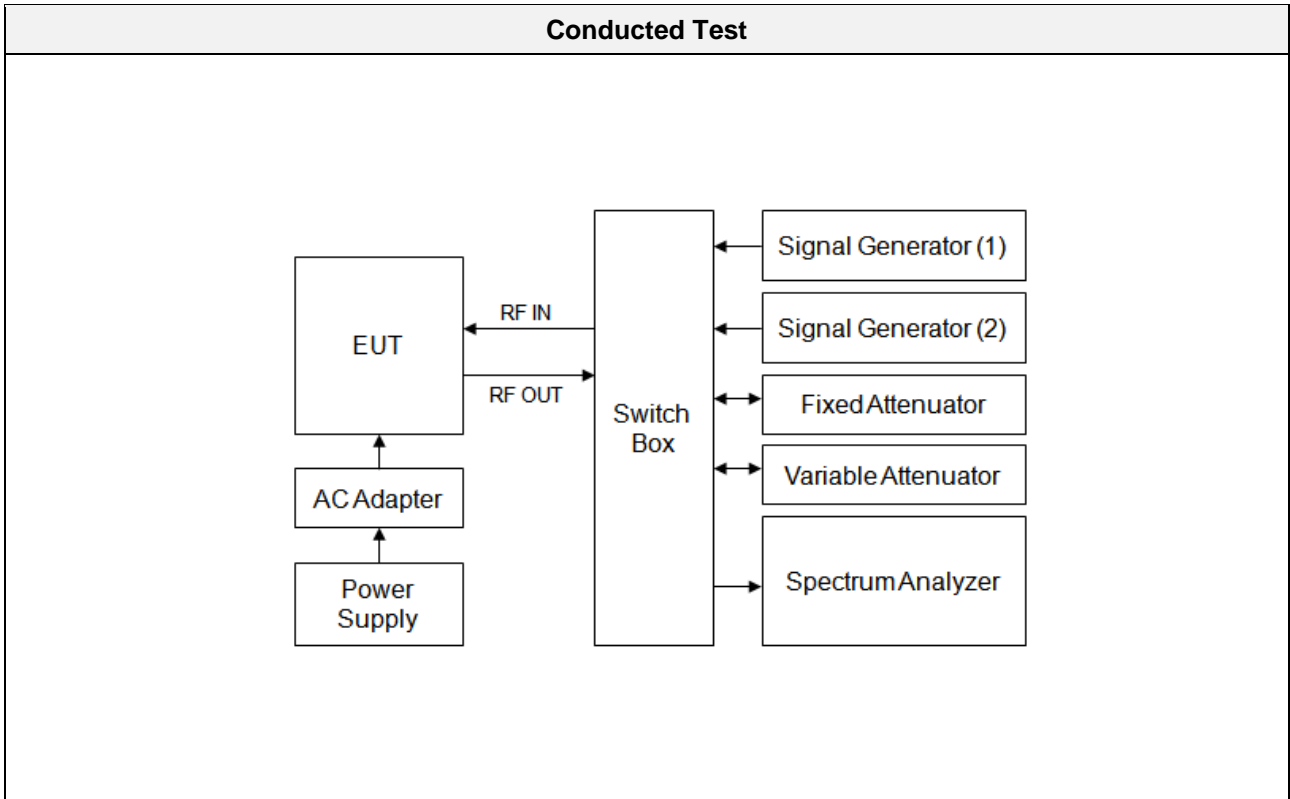 Conducted Test
EUT
RF IN
RF OUT
AC Adapter
Power
Supply
Switch
Box
Signal Generator (1)
Signal Generator (2)
Fixed Attenuator
Variable Attenuator
Spectrum Analyzer